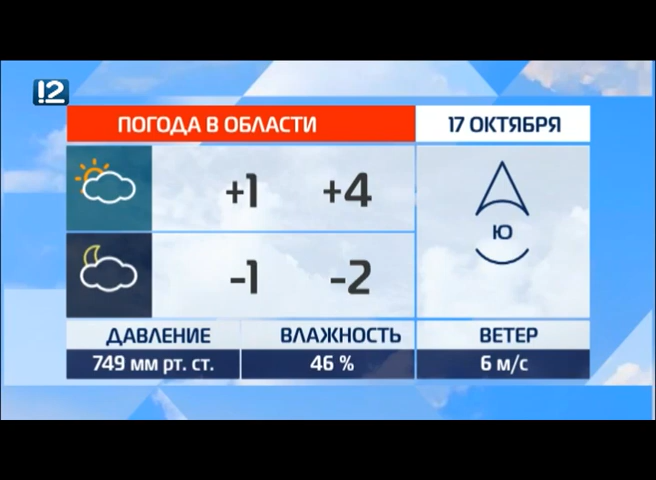 12
ПОГОДА В ОБЛАСТИ
17 ОКТЯБРЯ
+1 +4
Ю
-1 -2
ДАВЛЕНИЕ ВЛАЖНОСТЬ ВЕТЕР
749 мм рт. ст. 46 % 6 м/с